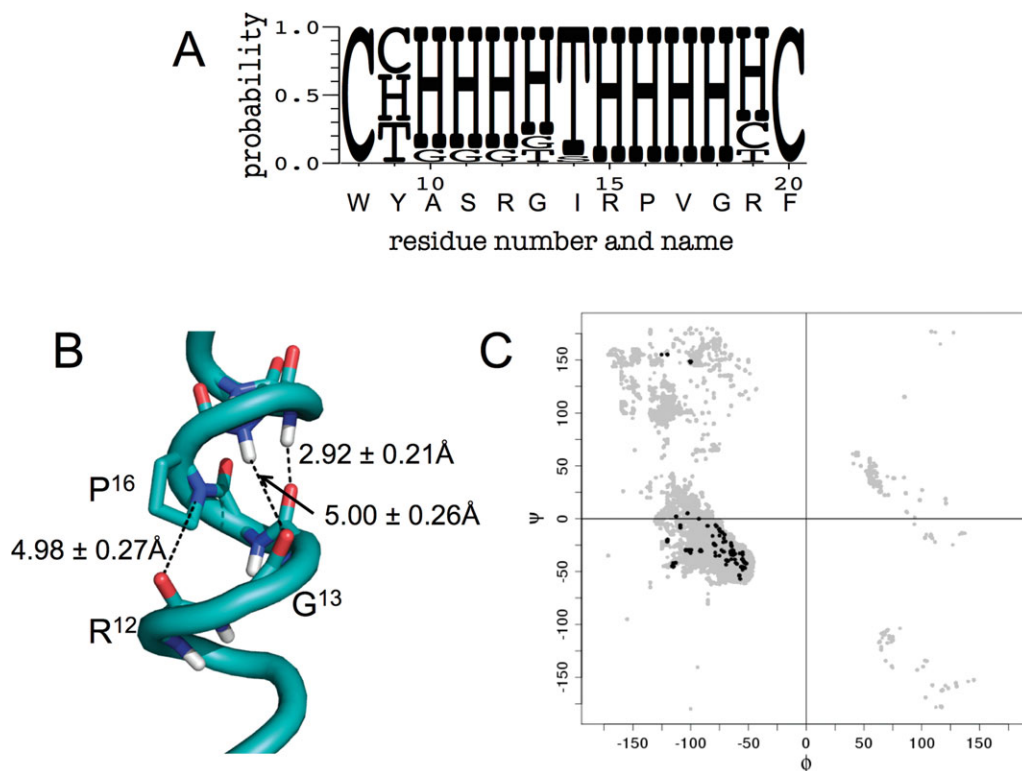 A
probability
1.0
0.5
0.0
C C H H H H T H H H H H C
H G G G G S C
T T T
10 15 20
W Y A S R G I R P V G R F
residue number and name
B
P16
2.92 ± 0.21Å
5.00 ± 0.26Å
4.98 ± 0.27Å
G13
R12
C
Ψ
150
100
50
0
-50
-100
-150
-150 -100 -50 0 50 100 150
ϕ